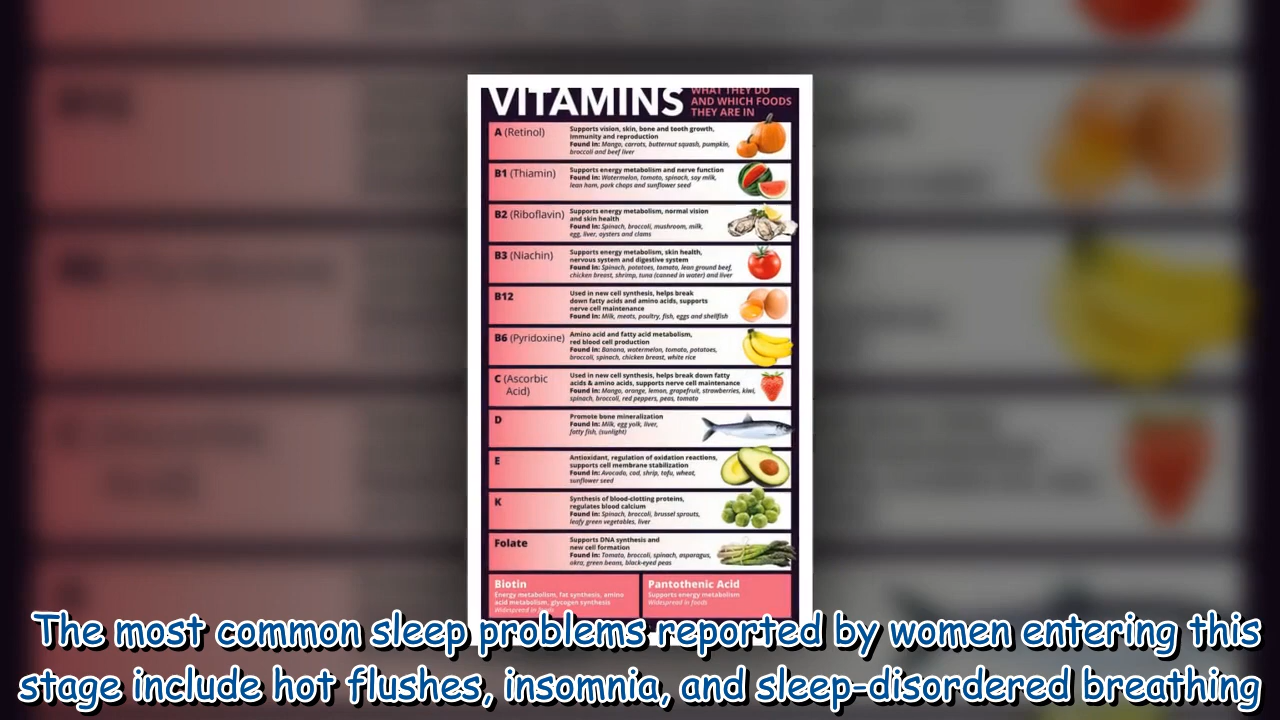 VITAMINS
WHAT THEY DO
AND WHICH FOODS
THEY ARE IN
A (Retinol)
Supports vision, skin, bone and tooth growth,
immunity and reproduction
Found in: Mango, carrots, butternut squash, pumpkin,
broccoli and beef liver
B1 (Thiamin)
Supports energy metabolism and nerve function
Found in: Watermelon, tomato, spinach, soy milk,
lean ham, pork chops and sunflower seed
B2 (Riboflavin)
Supports energy metabolism, normal vision
and skin health
Found in: Spinach, broccoli, mushroom, milk,
egg, liver, oysters and clams
B3 (Niachin)
Supports energy metabolism, skin health,
nervous system and digestive system
Found in: Spinach, potatoes, tomato, lean ground beef,
chicken breast, shrimp, tuna (canned in water) and liver
B12
Used in new cell synthesis, helps break
down fatty acids and amino acids, supports
nerve cell maintenance
Found in: Milk, meats, poultry, fish, eggs and shellfish
B6 (Pyridoxine)
Amino acid and fatty acid metabolism,
red blood cell production
Found in: Banana, watermelon, tomato, potatoes,
broccoli, spinach, chicken breast, white rice
C (Ascorbic
Acid)
Used in new cell synthesis, helps break down fatty
acids & amino acids, supports nerve cell maintenance
Found in: Mango, orange, lemon, grapefruit, strawberries, kiwi,
spinach, broccoli, red peppers, peas, tomato
D
Promote bone mineralization
Found in: Milk, egg yolk, liver,
fatty fish, (sunlight)
E
Antioxidant, regulation of oxidation reactions,
supports cell membrane stabilization
Found in: Avocado, cod, shrip, tofu, wheat,
sunflower seed
K
Synthesis of blood-clotting proteins,
regulates blood calcium
Found in: Spinach, broccoli, brussel sprouts,
leafy green vegetables, liver
Folate
Supports DNA synthesis and
new cell formation
Found in: Tomato, broccoli, spinach, asparagus,
okra, green beans, black-eyed peas
Biotin
Energy metabolism, fat synthesis, amino
acid metabolism, glycogen synthesis
Widespread in foods
Pantothenic Acid
Supports energy metabolism
Widespread in foods
The most common sleep problems reported by women entering this
stage include hot flushes, insomnia, and sleep-disordered breathing